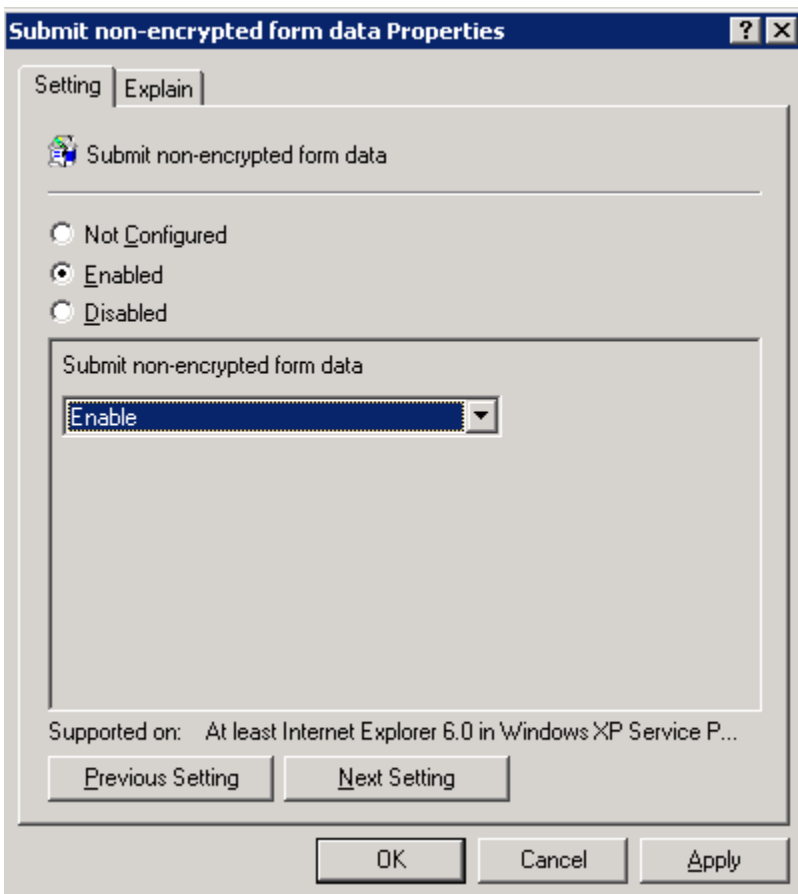 Submit non-encrypted form data Properties
Setting Explain
Submit non-encrypted form data
Not Configured
Enabled
Disabled
Submit non-encrypted form data
Enable
Supported on: At least Internet Explorer 6.0 in Windows XP Service P...
Previous Setting Next Setting
OK Cancel Apply